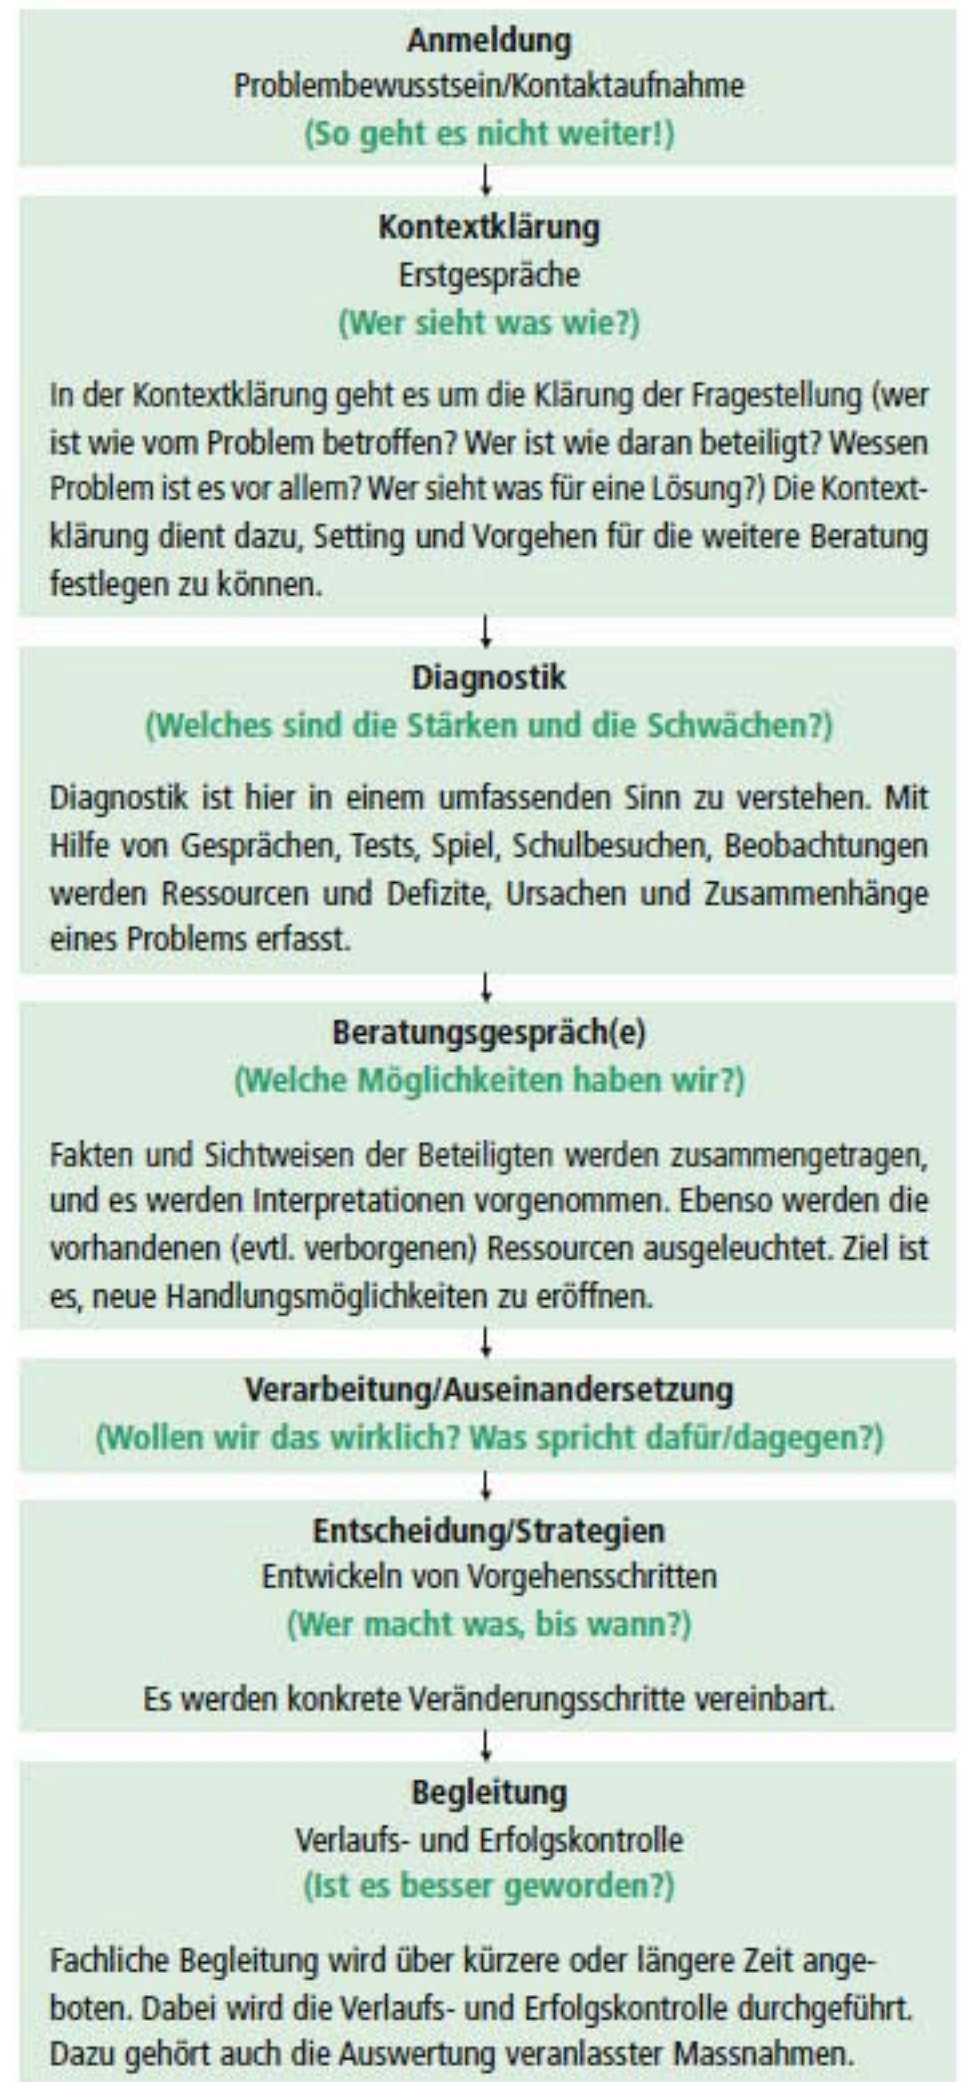 Anmeldung
Problembewusstsein/Kontaktaufnahme
(So geht es nicht weiter!)
Kontextklärung
Erstgespräche
(Wer sieht was wie?)
In der Kontextklärung geht es um die Klärung der Fragestellung (wer
ist wie vom Problem betroffen? Wer ist wie daran beteiligt? Wessen
Problem ist es vor allem? Wer sieht was für eine Lösung?) Die Kontext-
klärung dient dazu, Setting und Vorgehen für die weitere Beratung
festlegen zu können.
Diagnostik
(Welches sind die Stärken und die Schwächen?)
Diagnostik ist hier in einem umfassenden Sinn zu verstehen. Mit
Hilfe von Gesprächen, Tests, Spiel, Schulbesuchen, Beobachtungen
werden Ressourcen und Defizite, Ursachen und Zusammenhänge
eines Problems erfasst.
Beratungsgespräch(e)
(Welche Möglichkeiten haben wir?)
Fakten und Sichtweisen der Beteiligten werden zusammengetragen,
und es werden Interpretationen vorgenommen. Ebenso werden die
vorhandenen (evtl. verborgenen) Ressourcen ausgeleuchtet. Ziel ist
es, neue Handlungsmöglichkeiten zu eröffnen.
Verarbeitung/Auseinandersetzung
(Wollen wir das wirklich? Was spricht dafür/dagegen?)
Entscheidung/Strategien
Entwickeln von Vorgehensschritten
(Wer macht was, bis wann?)
Es werden konkrete Veränderungsschritte vereinbart.
Begleitung
Verlaufs- und Erfolgskontrolle
(Ist es besser geworden?)
Fachliche Begleitung wird über kürzere oder längere Zeit ange-
boten. Dabei wird die Verlaufs- und Erfolgskontrolle durchgeführt.
Dazu gehört auch die Auswertung veranlasster Massnahmen.